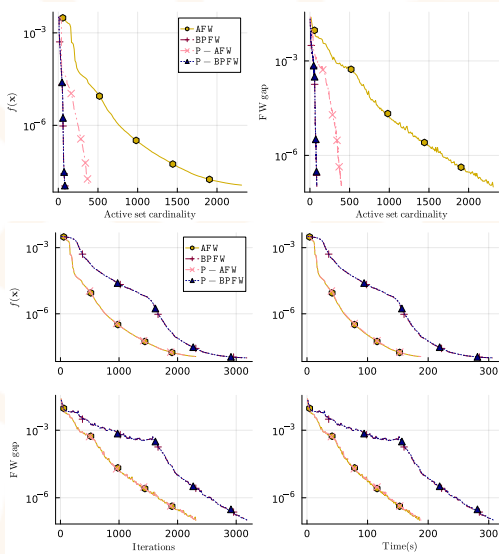 AFW
BPFW
P − AFW
P − BPFW
10⁻³
10⁻⁶
f(x)
0 500 1000 1500 2000
Active set cardinality
10⁻³
10⁻⁶
FW gap
0 500 1000 1500 2000
Active set cardinality
AFW
BPFW
P − AFW
P − BPFW
10⁻³
10⁻⁶
f(x)
0 1000 2000 3000
10⁻³
10⁻⁶
0 100 200 300
10⁻³
10⁻⁶
FW gap
0 1000 2000 3000
Iterations
10⁻³
10⁻⁶
0 100 200 300
Time(s)